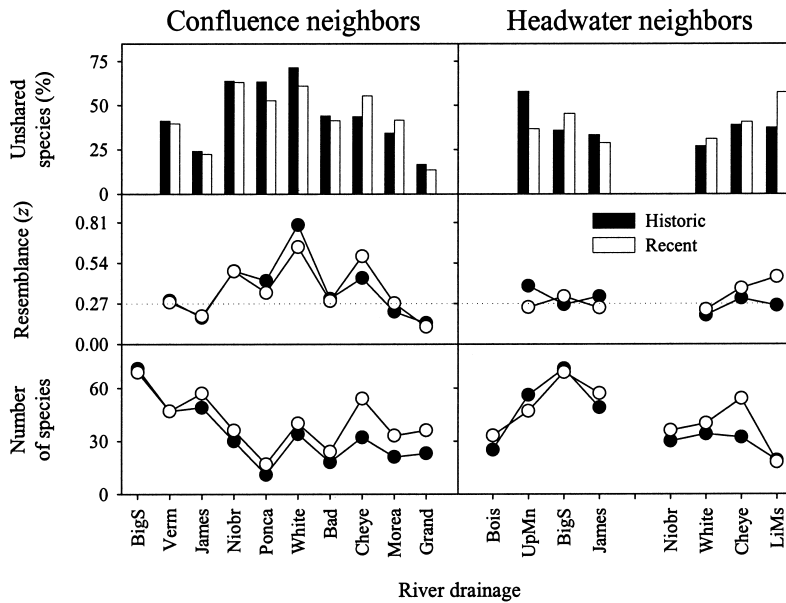 Confluence neighbors
Headwater neighbors
Unshared species (%)
75
50
25
0
Resemblance (z)
0.81
0.54
0.27
0.00
Historic
Recent
Number of species
60
30
0
BigS
Verm
James
Niobr
Ponca
White
Bad
Cheye
Morea
Grand
Bois
UpMn
BigS
James
Niobr
White
Cheye
LiMs
River drainage